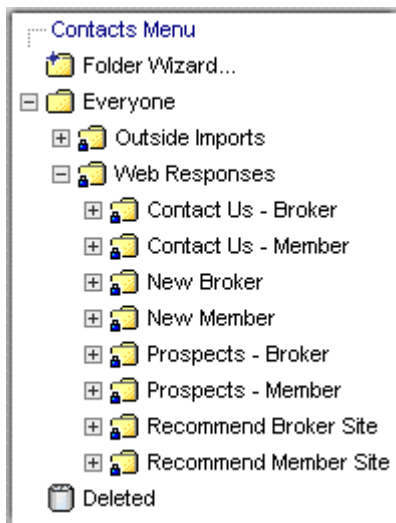 Contacts Menu
Folder Wizard...
Everyone
Outside Imports
Web Responses
Contact Us - Broker
Contact Us - Member
New Broker
New Member
Prospects - Broker
Prospects - Member
Recommend Broker Site
Recommend Member Site
Deleted